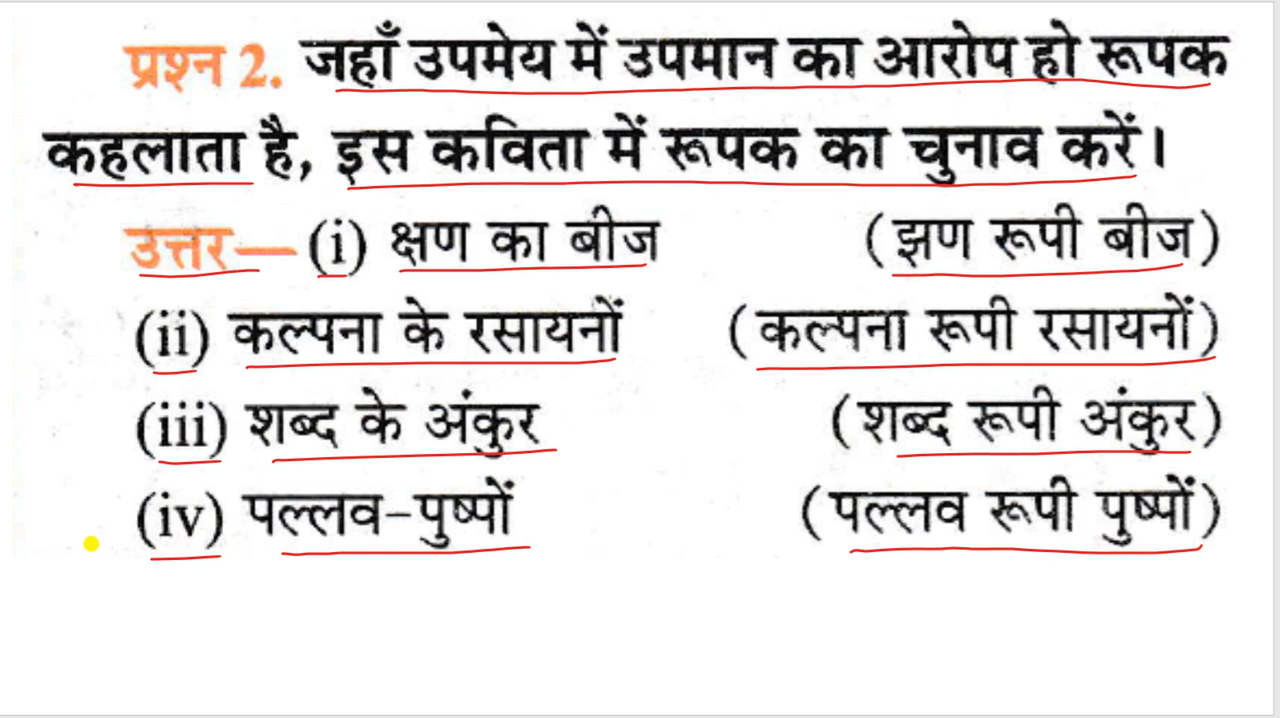 प्रश्न 2. जहाँ उपमेय में उपमान का आरोप हो रूपक
कहलाता है, इस कविता में रूपक का चुनाव करें।
उत्तर— (i) क्षण का बीज (झण रूपी बीज)
(ii) कल्पना के रसायनों (कल्पना रूपी रसायनों)
(iii) शब्द के अंकुर (शब्द रूपी अंकुर)
(iv) पल्लव-पुष्पों (पल्लव रूपी पुष्पों)